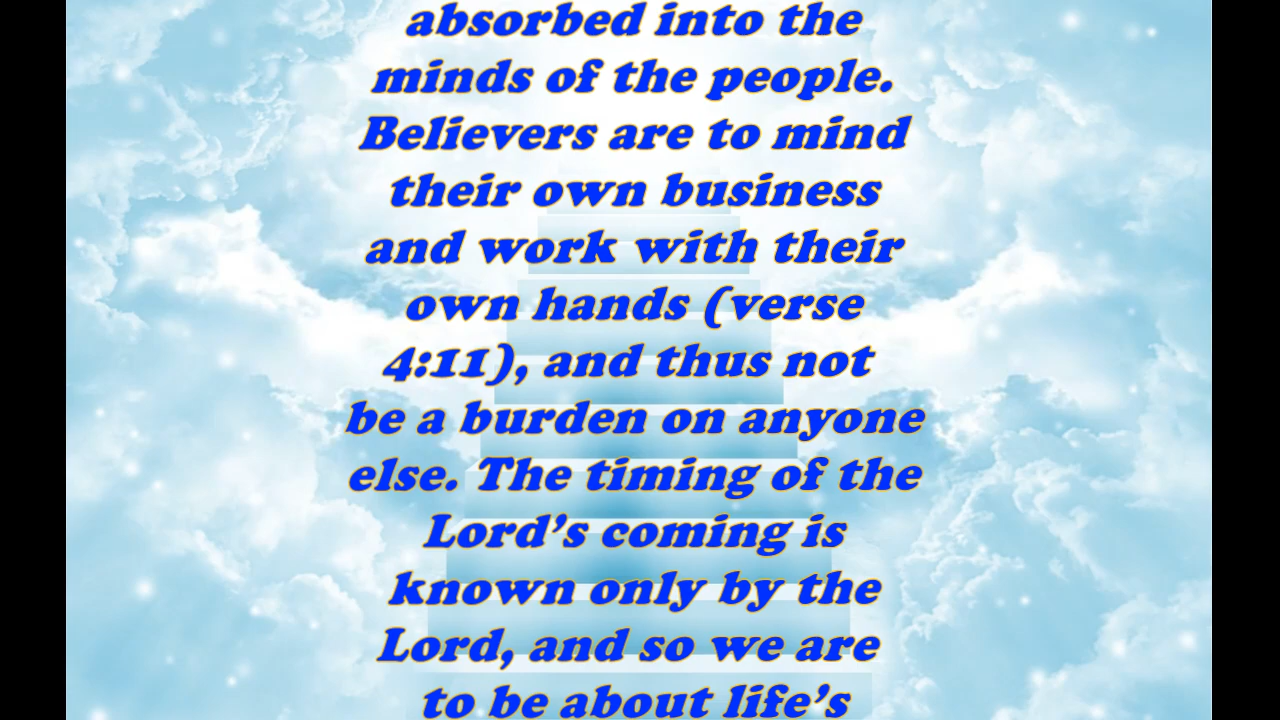 absorbed into the
minds of the people.
Believers are to mind
their own business
and work with their
own hands (verse
4:11), and thus not
be a burden on anyone
else. The timing of the
Lord’s coming is
known only by the
Lord, and so we are
to be about life’s